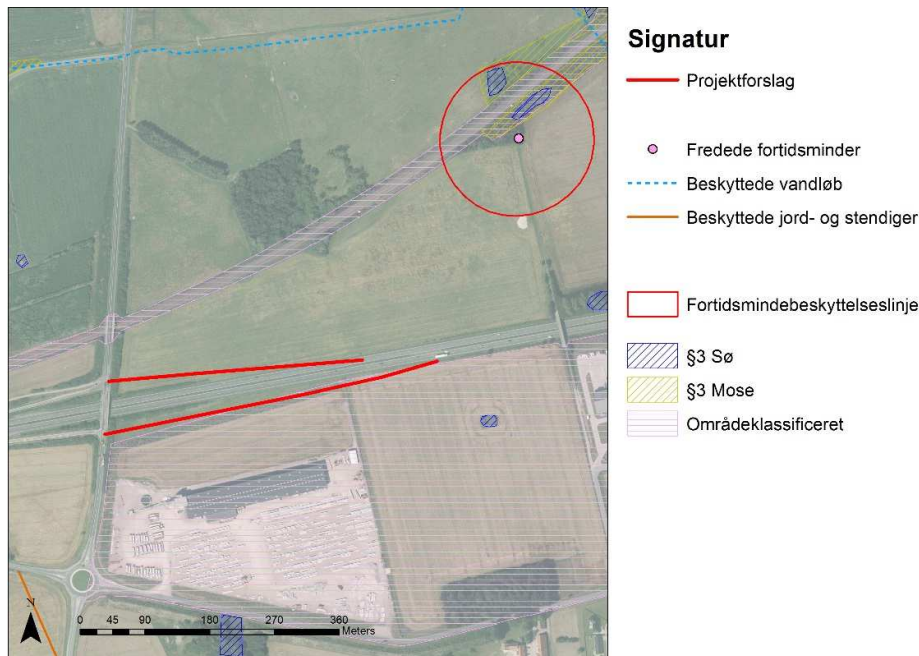 Signatur
Projektforslag
Fredede fortidsminder
Beskyttede vandløb
Beskyttede jord- og stendiger
Fortidsmindebeskyttelseslinje
§3 Sø
§3 Mose
Områdeklassificeret
N
0 45 90 180 270 360
Meters